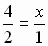 4/2 = x/1